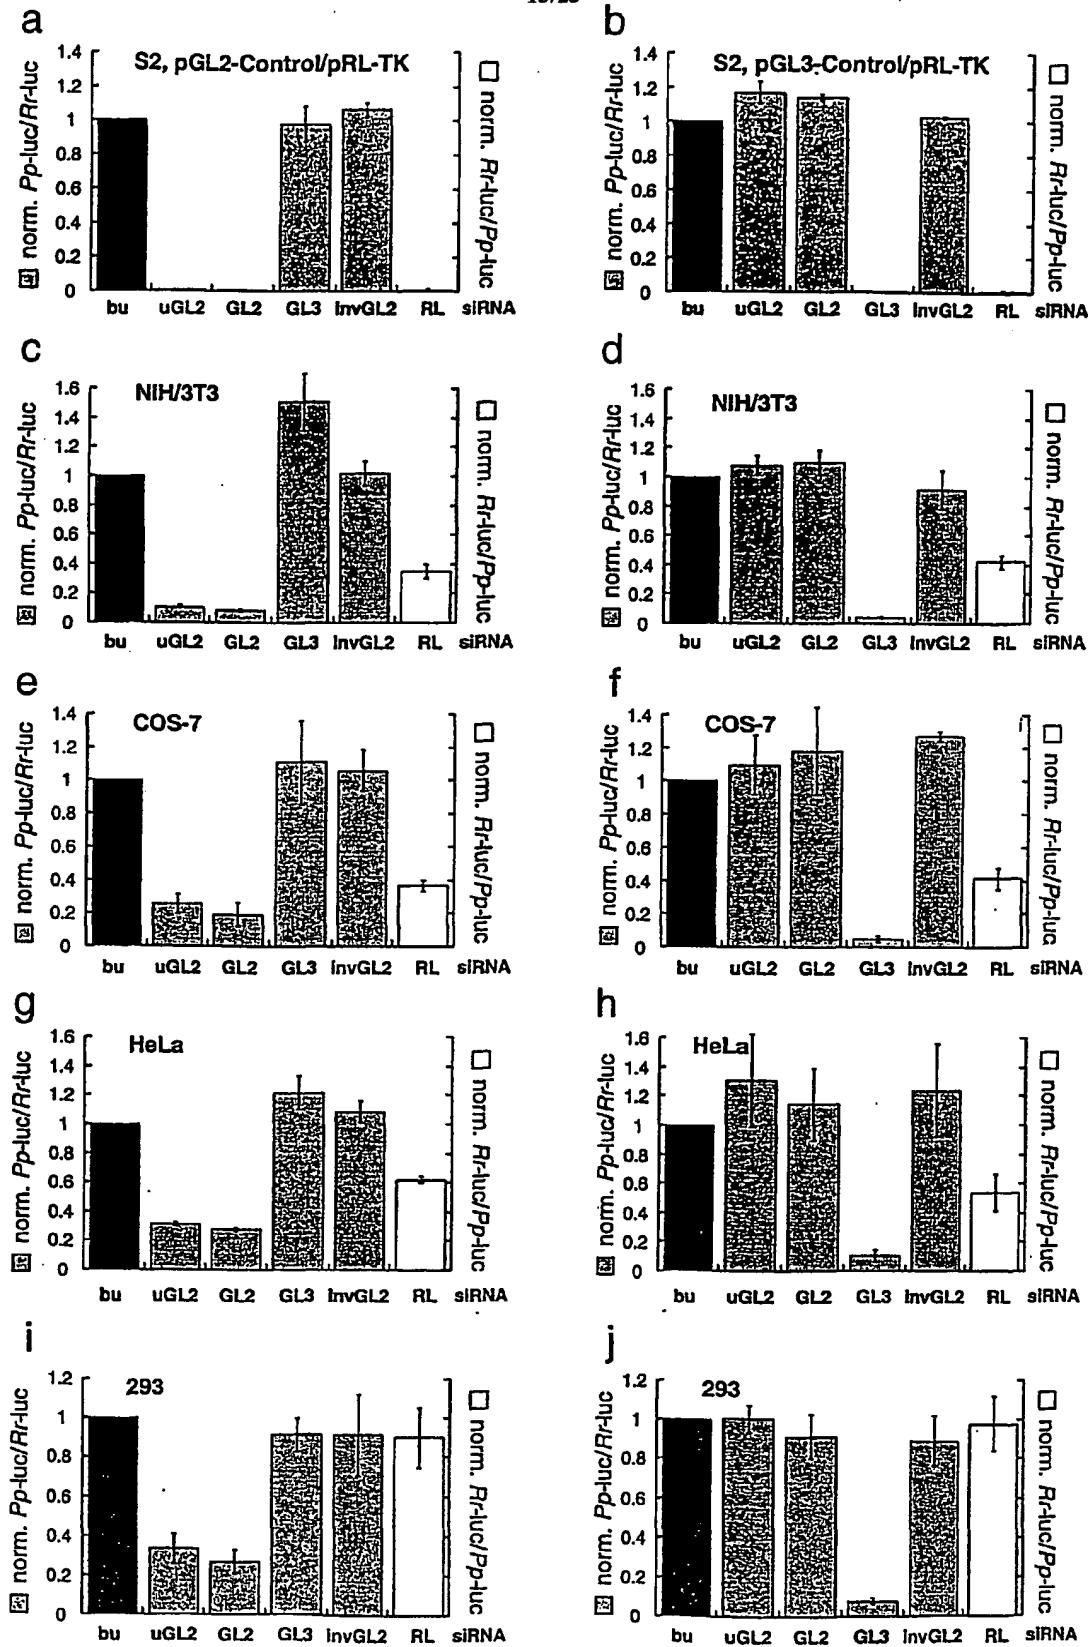 a
S2, pGL2-Control/pRL-TK
norm. Pp-luc/Rr-luc
1.4
1.2
1
0.8
0.6
0.4
0.2
0
bu uGL2 GL2 GL3 invGL2 RL siRNA
norm. Rr-luc/Pp-luc
b
S2, pGL3-Control/pRL-TK
norm. Pp-luc/Rr-luc
1.4
1.2
1
0.8
0.6
0.4
0.2
0
bu uGL2 GL2 GL3 invGL2 RL siRNA
norm. Rr-luc/Pp-luc
c
NIH/3T3
norm. Pp-luc/Rr-luc
1.6
1.4
1.2
1
0.8
0.6
0.4
0.2
0
bu uGL2 GL2 GL3 invGL2 RL siRNA
norm. Rr-luc/Pp-luc
d
NIH/3T3
norm. Pp-luc/Rr-luc
1.6
1.4
1.2
1
0.8
0.6
0.4
0.2
0
bu uGL2 GL2 GL3 invGL2 RL siRNA
norm. Rr-luc/Pp-luc
e
COS-7
norm. Pp-luc/Rr-luc
1.4
1.2
1
0.8
0.6
0.4
0.2
0
bu uGL2 GL2 GL3 invGL2 RL siRNA
norm. Rr-luc/Pp-luc
f
COS-7
norm. Pp-luc/Rr-luc
1.4
1.2
1
0.8
0.6
0.4
0.2
0
bu uGL2 GL2 GL3 invGL2 RL siRNA
norm. Rr-luc/Pp-luc
g
HeLa
norm. Pp-luc/Rr-luc
1.6
1.4
1.2
1
0.8
0.6
0.4
0.2
0
bu uGL2 GL2 GL3 invGL2 RL siRNA
norm. Rr-luc/Pp-luc
h
HeLa
norm. Pp-luc/Rr-luc
1.6
1.4
1.2
1
0.8
0.6
0.4
0.2
0
bu uGL2 GL2 GL3 invGL2 RL siRNA
norm. Rr-luc/Pp-luc
i
293
norm. Pp-luc/Rr-luc
1.2
1
0.8
0.6
0.4
0.2
0
bu uGL2 GL2 GL3 invGL2 RL siRNA
norm. Rr-luc/Pp-luc
j
293
norm. Pp-luc/Rr-luc
1.2
1
0.8
0.6
0.4
0.2
0
bu uGL2 GL2 GL3 invGL2 RL siRNA
norm. Rr-luc/Pp-luc